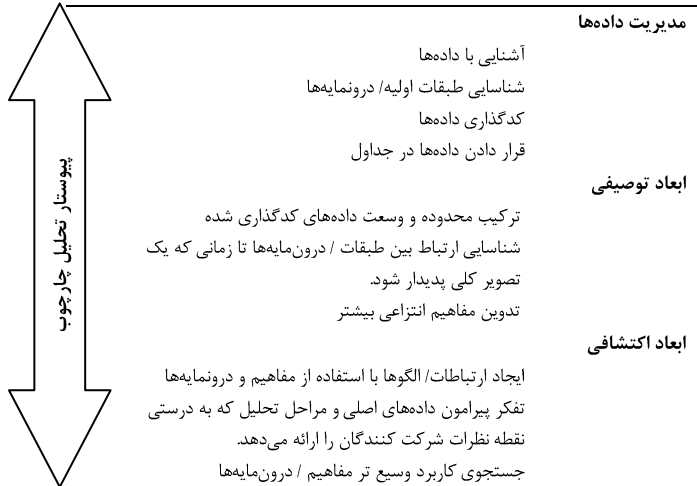 مدیریت داده‌ها
آشنایی با داده‌ها
شناسایی طبقات اولیه/ درونمایه‌ها
کدگذاری داده‌ها
قرار دادن داده‌ها در جداول
ابعاد توصیفی
ترکیب محدوده و وسعت داده‌های کدگذاری شده
شناسایی ارتباط بین طبقات / درون‌مایه‌ها تا زمانی که یک
تصویر کلی پدیدار شود.
تدوین مفاهیم انتزاعی بیشتر
ابعاد اکتشافی
ایجاد ارتباطات/ الگوها با استفاده از مفاهیم و درونمایه‌ها
تفکر پیرامون داده‌های اصلی و مراحل تحلیل که به درستی
نقطه نظرات شرکت کنندگان را ارائه می‌دهد.
جستجوی کاربرد وسیع تر مفاهیم / درون‌مایه‌ها
پیوستار تحلیل چارچوب